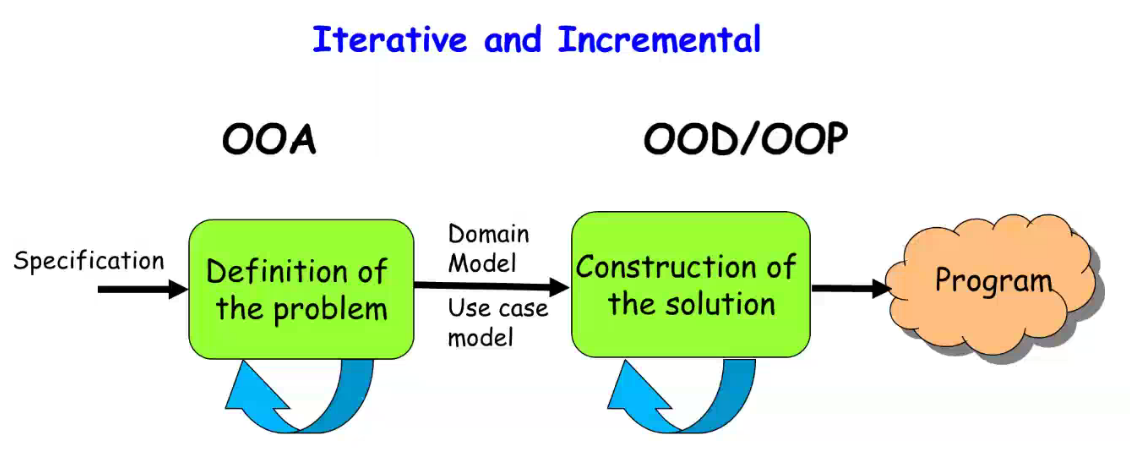 Iterative and Incremental
OOA
OOD/OOP
Specification
Definition of
the problem
Domain
Model
Use case
model
Construction of
the solution
Program